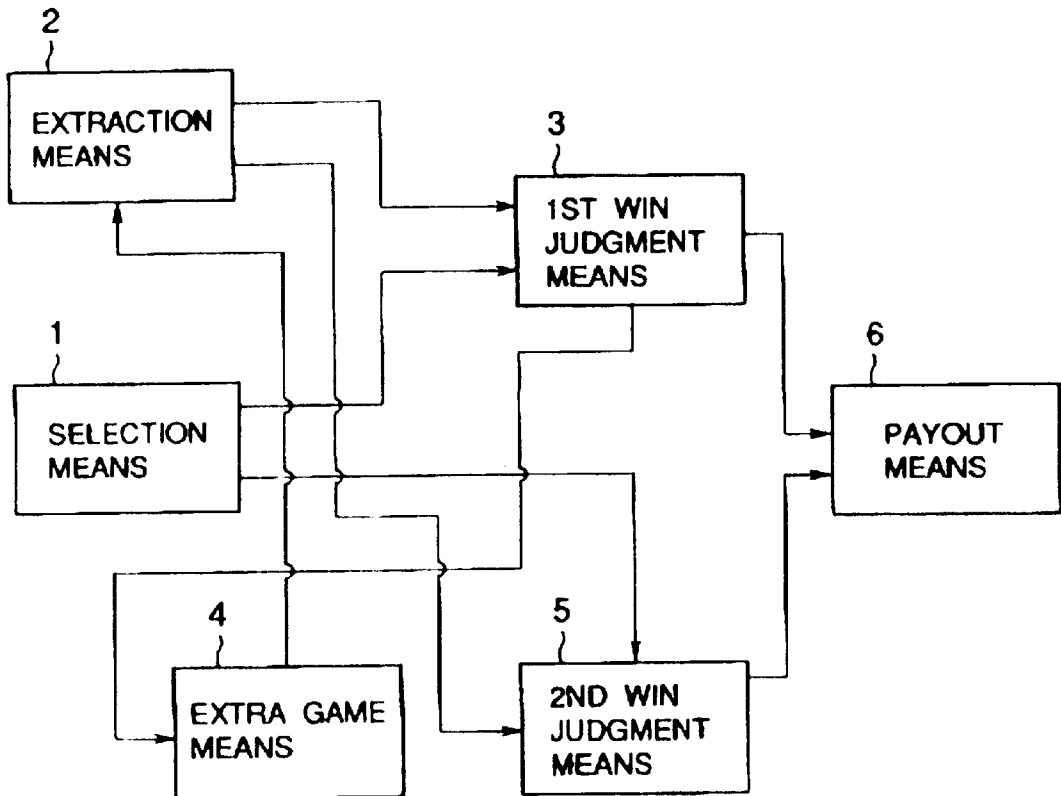 2
EXTRACTION
MEANS
3
1ST WIN
JUDGMENT
MEANS
1
SELECTION
MEANS
6
PAYOUT
MEANS
4
EXTRA GAME
MEANS
5
2ND WIN
JUDGMENT
MEANS